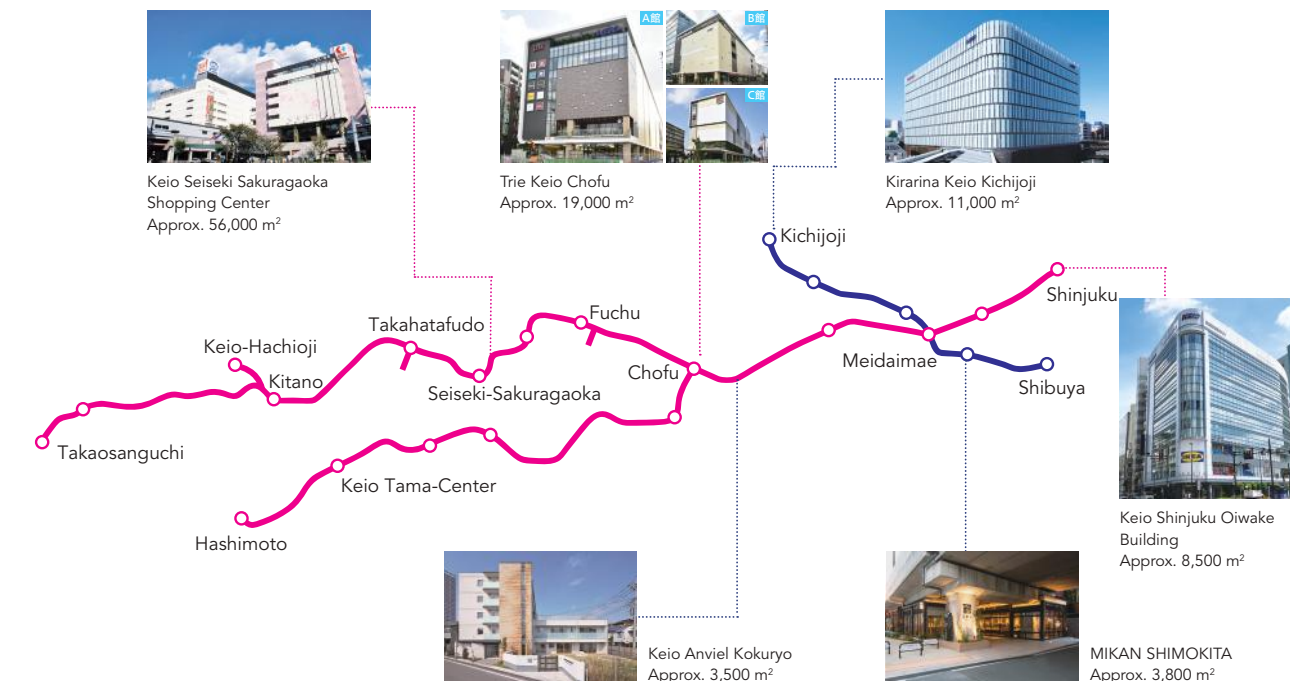 A館
B館
C館
Keio Seiseki Sakuragaoka
Shopping Center
Approx. 56,000 m²
Trie Keio Chofu
Approx. 19,000 m²
Kirarina Keio Kichijoji
Approx. 11,000 m²
Kichijoji
Shinjuku
Fuchu
Takahatafudo
Keio-Hachioji
Meidaimae
Chofu
Kitano
Seiseki-Sakuragaoka
Shibuya
Takaosanguchi
Keio Tama-Center
Hashimoto
Keio Shinjuku Oiwake
Building
Approx. 8,500 m²
Keio Anviel Kokuryo
Approx. 3,500 m²
MIKAN SHIMOKITA
Approx. 3,800 m²